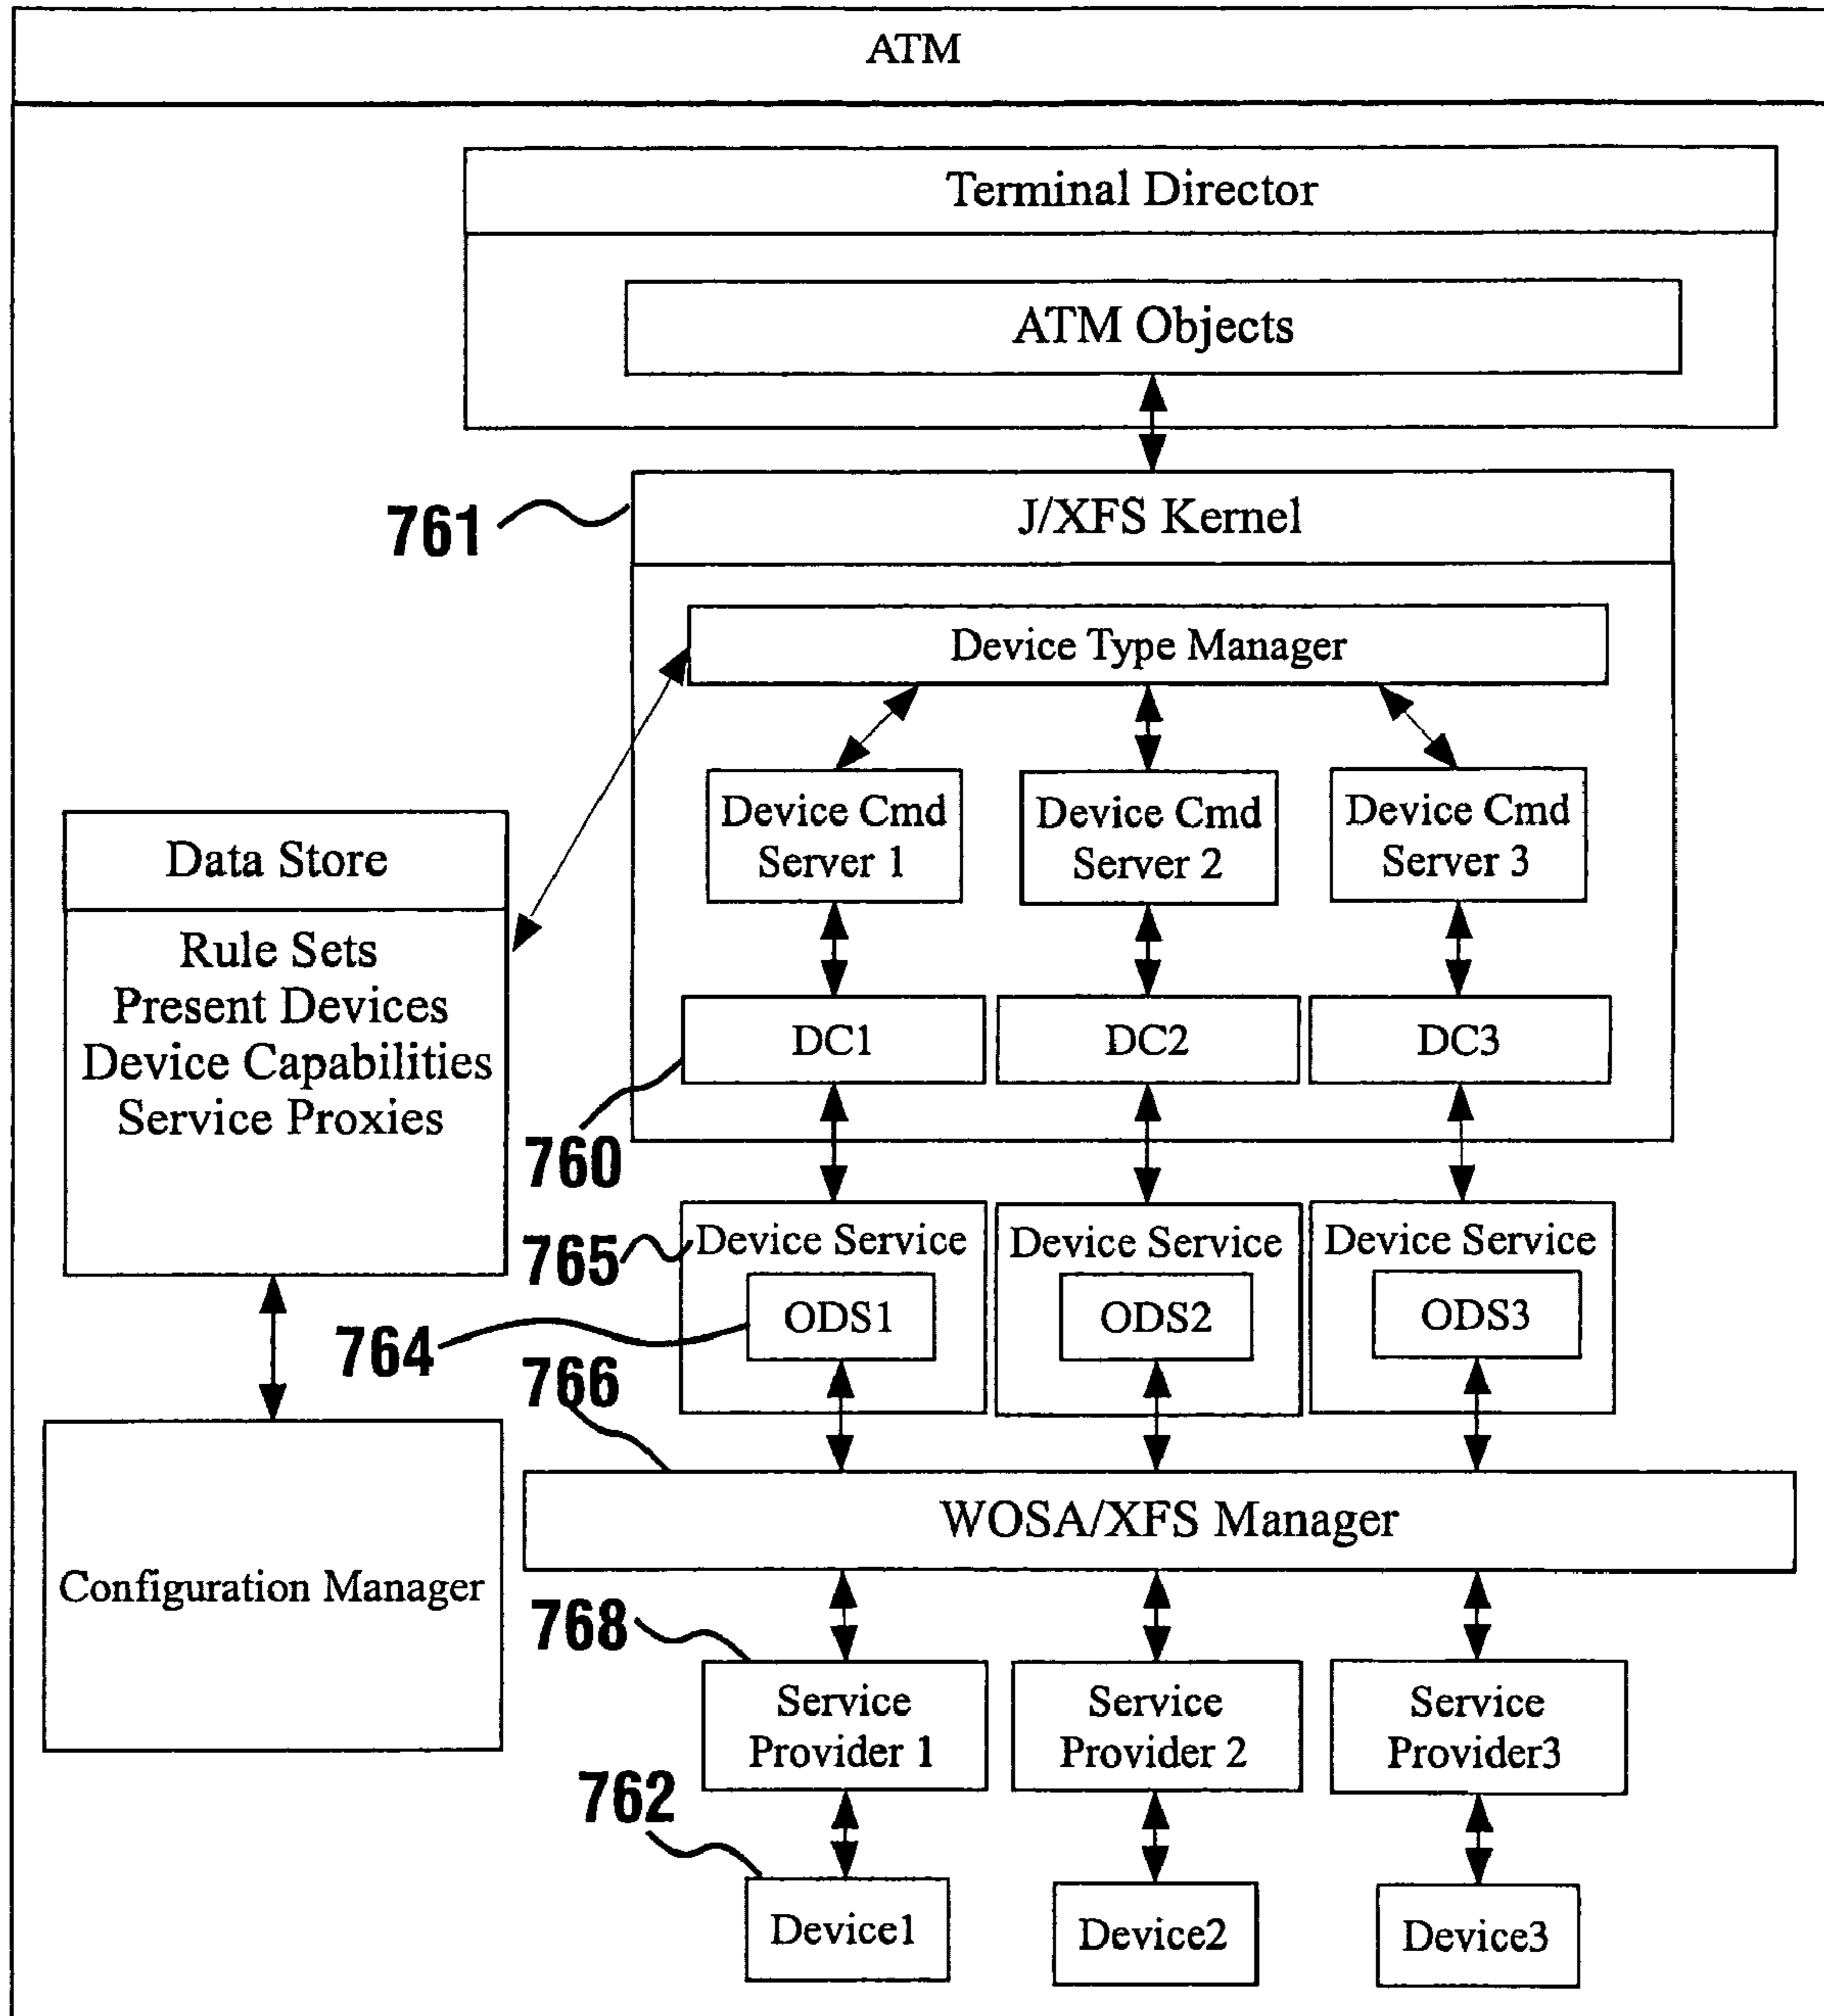 ATM
Terminal Director
ATM Objects
761
J/XFS Kernel
Device Type Manager
Device Cmd
Server 1
Device Cmd
Server 2
Device Cmd
Server 3
Data Store
Rule Sets
Present Devices
Device Capabilities
Service Proxies
DC1
DC2
DC3
760
765
Device Service
ODS1
Device Service
ODS2
Device Service
ODS3
764
766
WOSA/XFS Manager
Configuration Manager
768
Service
Provider 1
Service
Provider 2
Service
Provider3
762
Device1
Device2
Device3